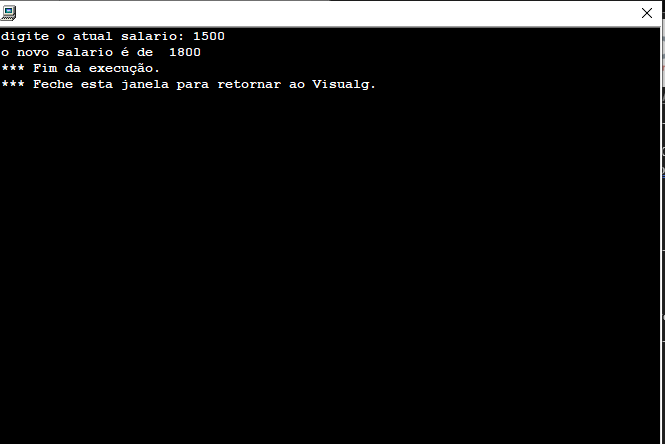 digite o atual salario: 1500
o novo salario é de  1800
*** Fim da execução.
*** Feche esta janela para retornar ao Visualg.